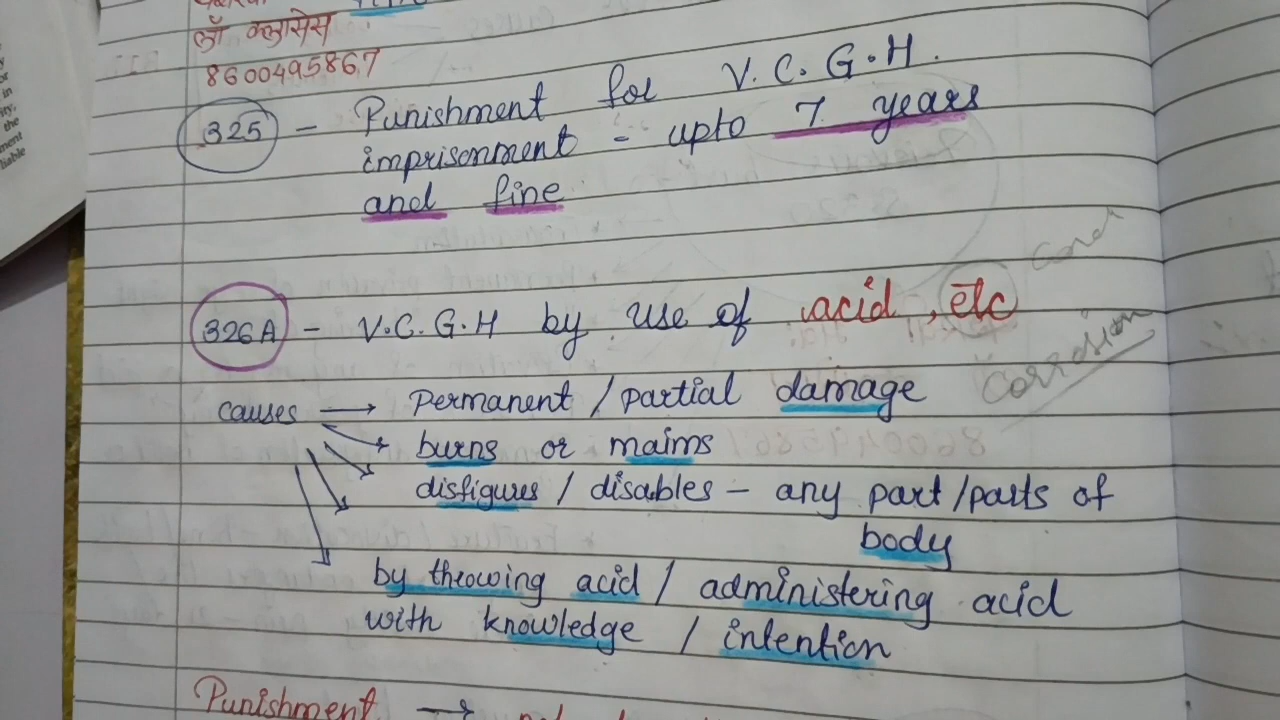 लॉ क्लासेस
8600495867
325 - Punishment for V.C.G.H.
imprisonment - upto 7 years
and fine
326A - V.C.G.H by use of acid, etc
corrosion
causes → permanent / partial damage
burns or maims
disfigures / disables - any part / parts of
body
by throwing acid / administering acid
with knowledge / intention
Punishment →